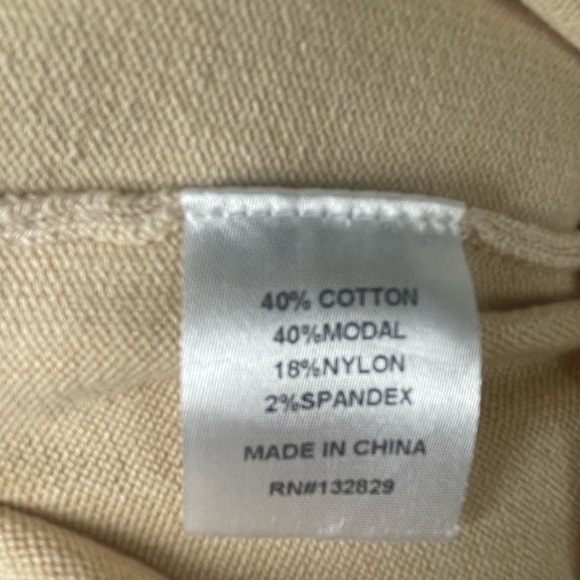 40% COTTON
40%MODAL
18%NYLON
2%SPANDEX
MADE IN CHINA
RN#132829